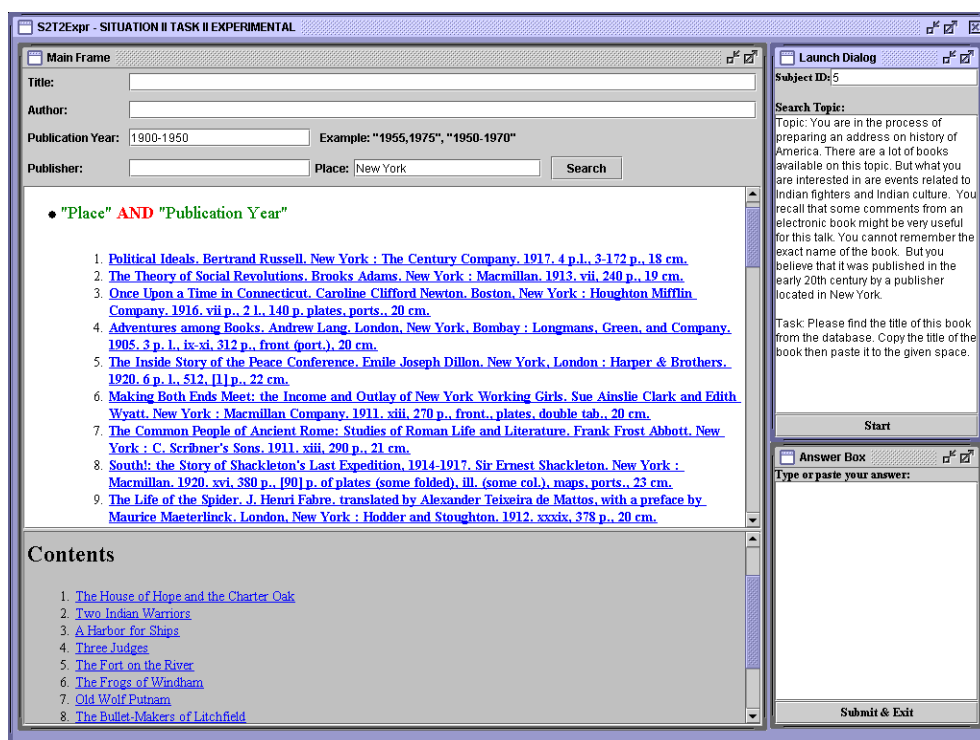 S2T2Expr - SITUATION II TASK II EXPERIMENTAL
Main Frame
Title:
Author:
Publication Year: 1900-1950 Example: "1955,1975", "1950-1970"
Publisher: Place: New York Search
"Place" AND "Publication Year"
1. Political Ideals. Bertrand Russell. New York : The Century Company. 1917. 4 p.l., 3-172 p., 18 cm.
2. The Theory of Social Revolutions. Brooks Adams. New York : Macmillan. 1913. vii, 240 p., 19 cm.
3. Once Upon a Time in Connecticut. Caroline Clifford Newton. Boston, New York : Houghton Mifflin
Company. 1916. vii p., 2 l., 140 p. plates, ports., 20 cm.
4. Adventures among Books. Andrew Lang. London, New York, Bombay : Longmans, Green, and Company.
1905. 3 p. l., ix-xi, 312 p., front (port.), 20 cm.
5. The Inside Story of the Peace Conference. Emile Joseph Dillon. New York, London : Harper & Brothers.
1920. 6 p. l., 512, [1] p., 22 cm.
6. Making Both Ends Meet: the Income and Outlay of New York Working Girls. Sue Ainslie Clark and Edith
Wyatt. New York : Macmillan Company. 1911. xiii, 270 p., front., plates, double tab., 20 cm.
7. The Common People of Ancient Rome: Studies of Roman Life and Literature. Frank Frost Abbott. New
York : C. Scribner's Sons. 1911. xiii, 290 p., 21 cm.
8. South!: the Story of Shackleton's Last Expedition, 1914-1917. Sir Ernest Shackleton. New York :
Macmillan. 1920. xvi, 380 p., [90] p. of plates (some folded), ill. (some col.), maps, ports., 23 cm.
9. The Life of the Spider. J. Henri Fabre. translated by Alexander Teixeira de Mattos, with a preface by
Maurice Maeterlinck. London, New York : Hodder and Stoughton. 1912. xxxix, 378 p., 20 cm.
Contents
1. The House of Hope and the Charter Oak
2. Two Indian Warriors
3. A Harbor for Ships
4. Three Judges
5. The Fort on the River
6. The Frogs of Windham
7. Old Wolf Putnam
8. The Bullet-Makers of Litchfield
Launch Dialog
Subject ID: 5
Search Topic:
Topic: You are in the process of
preparing an address on history of
America. There are a lot of books
available on this topic. But what you
are interested in are events related to
Indian fighters and Indian culture. You
recall that some comments from an
electronic book might be very useful
for this talk. You cannot remember the
exact name of the book. But you
believe that it was published in the
early 20th century by a publisher
located in New York.
Task: Please find the title of this book
from the database. Copy the title of the
book then paste it to the given space.
Start
Answer Box
Type or paste your answer:
Submit & Exit